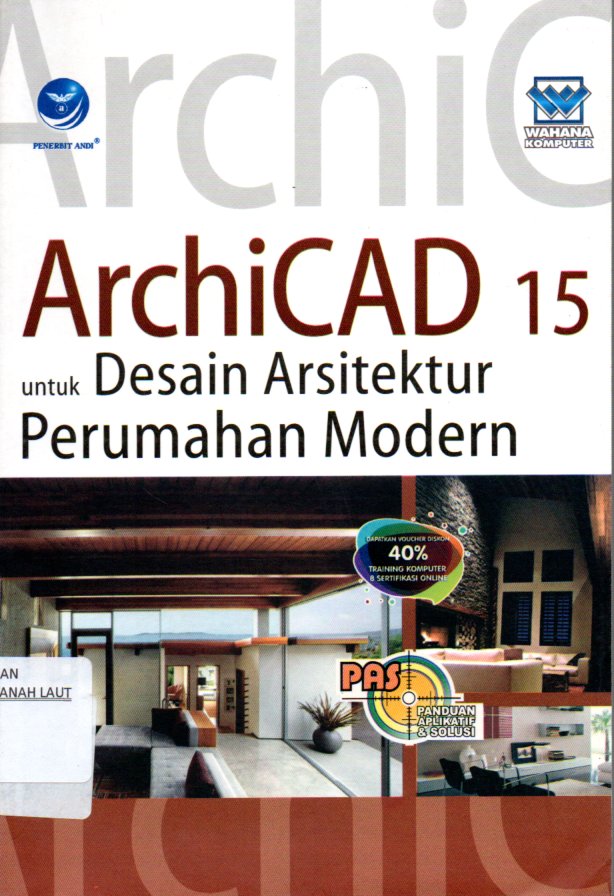 ArchiC
PENERBIT ANDI®
WAHANA
KOMPUTER
ArchiCAD 15
untuk Desain Arsitektur
Perumahan Modern
DAPATKAN VOUCHER DISKON
40%
TRAINING KOMPUTER
& SERTIFIKASI ONLINE
AN
ANAH LAUT
PAS
PANDUAN
APLIKATIF
& SOLUSI
ArchiC